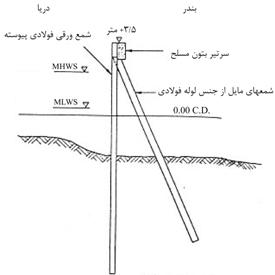 بندر
دریا
+۳/۵ متر
شمع ورقی فولادی پیوسته
سرتیر بتون مسلح
MHWS
شمعهای مایل از جنس لوله فولادی
MLWS
0.00 C.D.